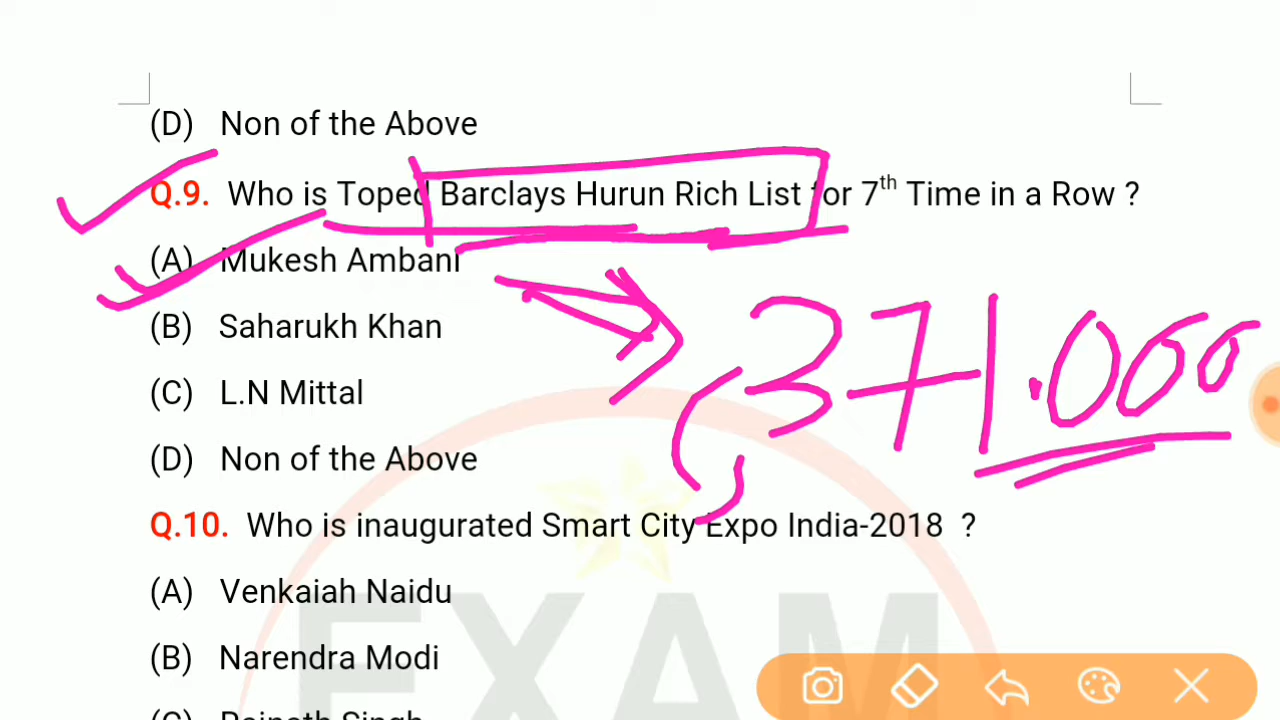 (D) Non of the Above
Q.9. Who is Toped Barclays Hurun Rich List for 7th Time in a Row ?
(A) Mukesh Ambani
371.000
(B) Saharukh Khan
(C) L.N Mittal
(D) Non of the Above
Q.10. Who is inaugurated Smart City Expo India-2018 ?
(A) Venkaiah Naidu
EXAM
(B) Narendra Modi
(C) Rajnath Singh